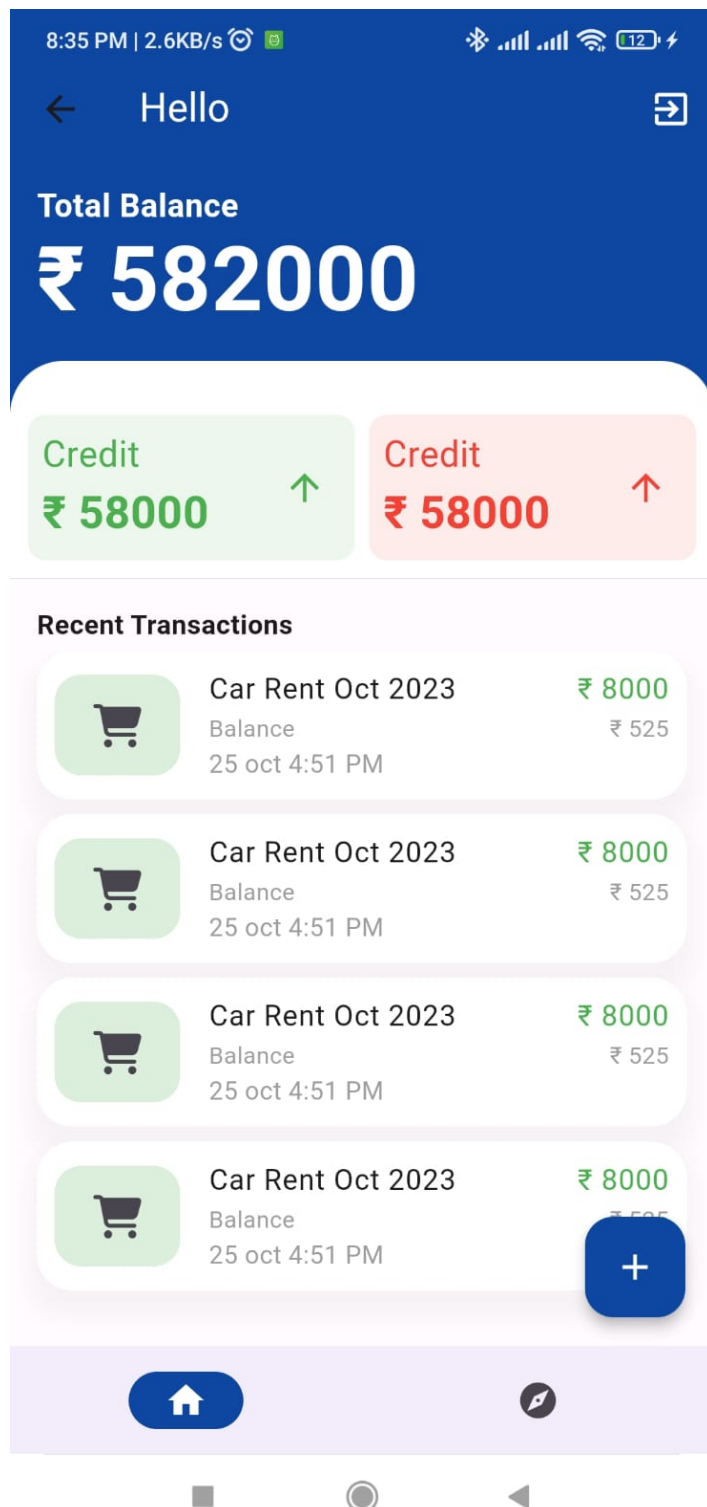 8:35 PM | 2.6KB/s 12
Hello
Total Balance
₹ 582000
Credit
₹ 58000
Credit
₹ 58000
Recent Transactions
Car Rent Oct 2023 ₹ 8000
Balance ₹ 525
25 oct 4:51 PM
Car Rent Oct 2023 ₹ 8000
Balance ₹ 525
25 oct 4:51 PM
Car Rent Oct 2023 ₹ 8000
Balance ₹ 525
25 oct 4:51 PM
Car Rent Oct 2023 ₹ 8000
Balance
25 oct 4:51 PM
+